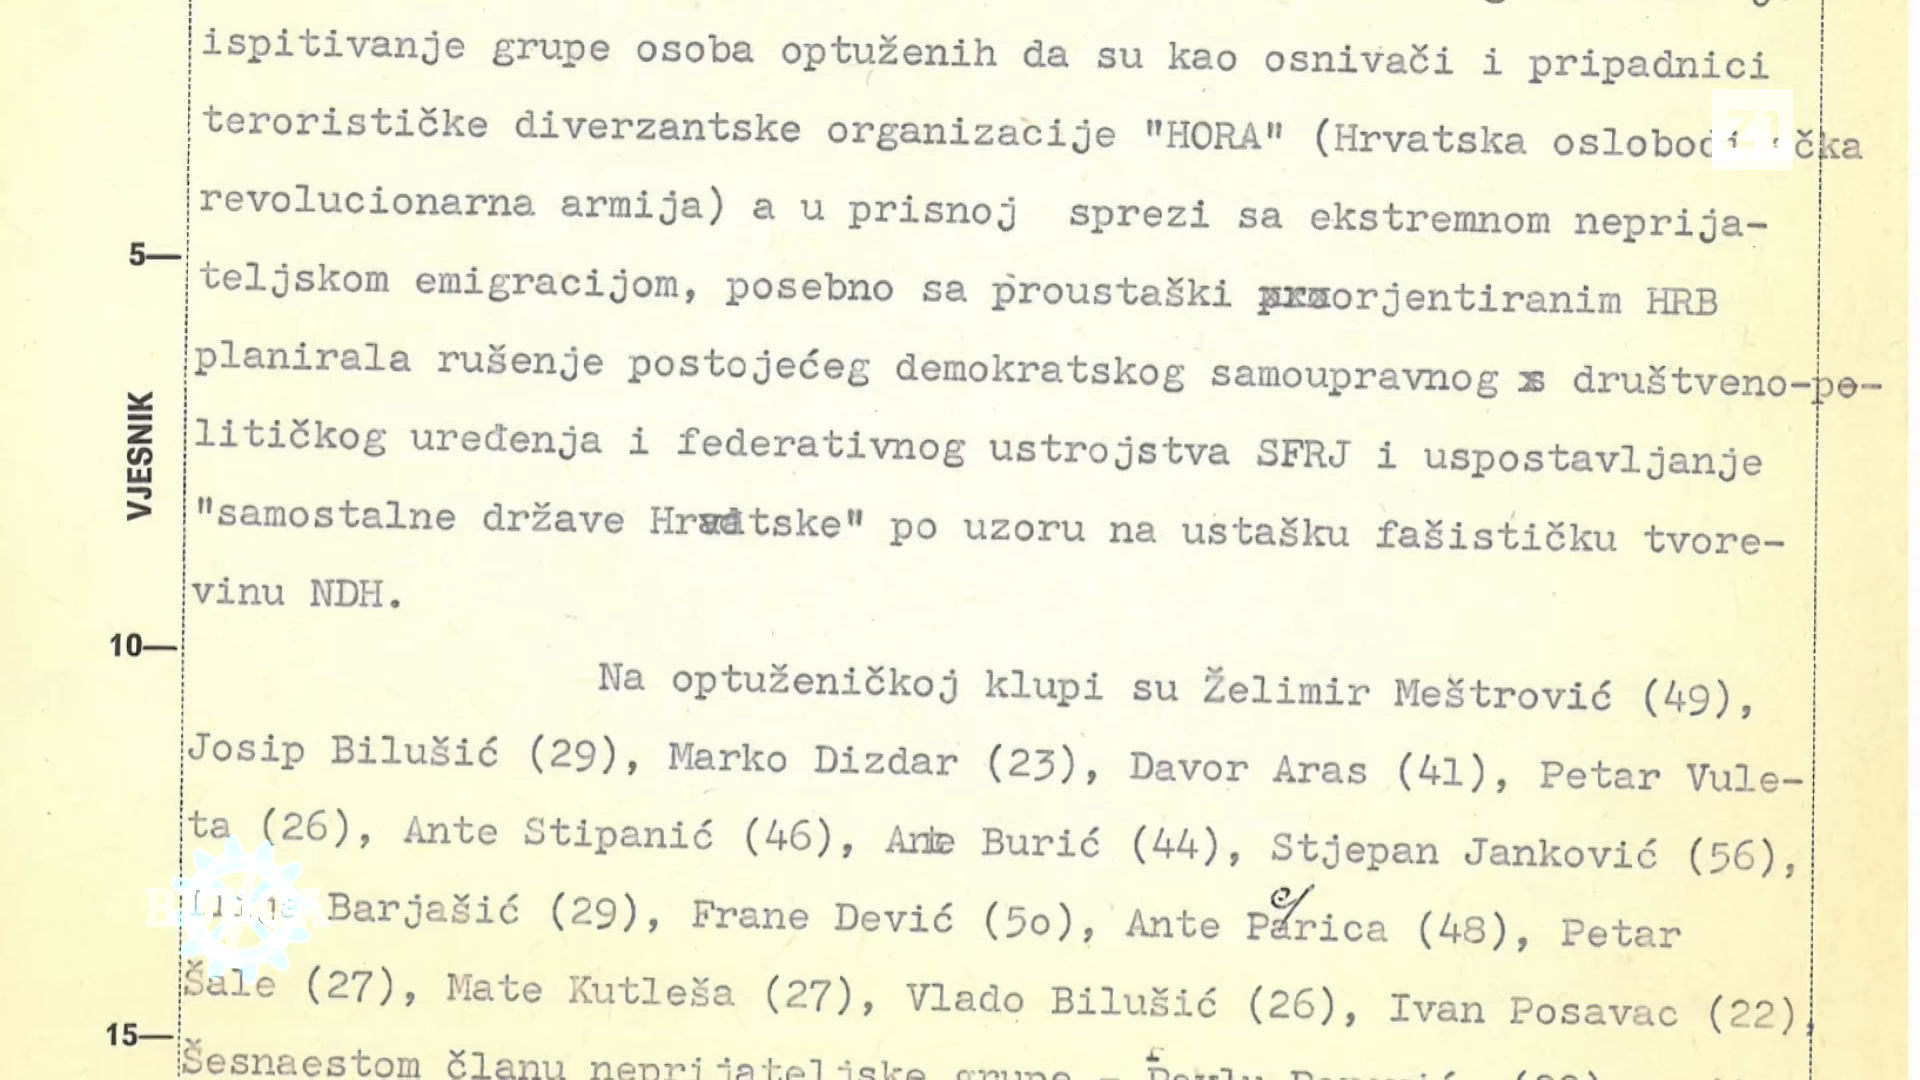 ispitivanje grupe osoba optuženih da su kao osnivači i pripadnici
terorističke diverzantske organizacije "HORA" (Hrvatska
revolucionarna armija) a u prisnoj sprezi sa ekstremnom neprija-
5—
teljskom emigracijom, posebno sa proustaški orjentiranim HRB
planirala rušenje postojećeg demokratskog samoupravnog društveno-po-
VJESNIK
litičkog uređenja i federativnog ustrojstva SFRJ i uspostavljanje
"samostalne države Hrvatske" po uzoru na ustašku fašističku tvore-
vinu NDH.
10—
Na optuženičkoj klupi su Želimir Meštrović (49),
Josip Bilušić (29), Marko Dizdar (23), Davor Aras (41), Petar Vule-
ta (26), Ante Stipanić (46), Ante Burić (44), Stjepan Janković (56),
Barjašić (29), Frane Dević (5o), Ante Perica (48), Petar
Šale (27), Mate Kutleša (27), Vlado Bilušić (26), Ivan Posavac (22),
15—
Šesnaestom članu neprijateljske grupe -
Z1